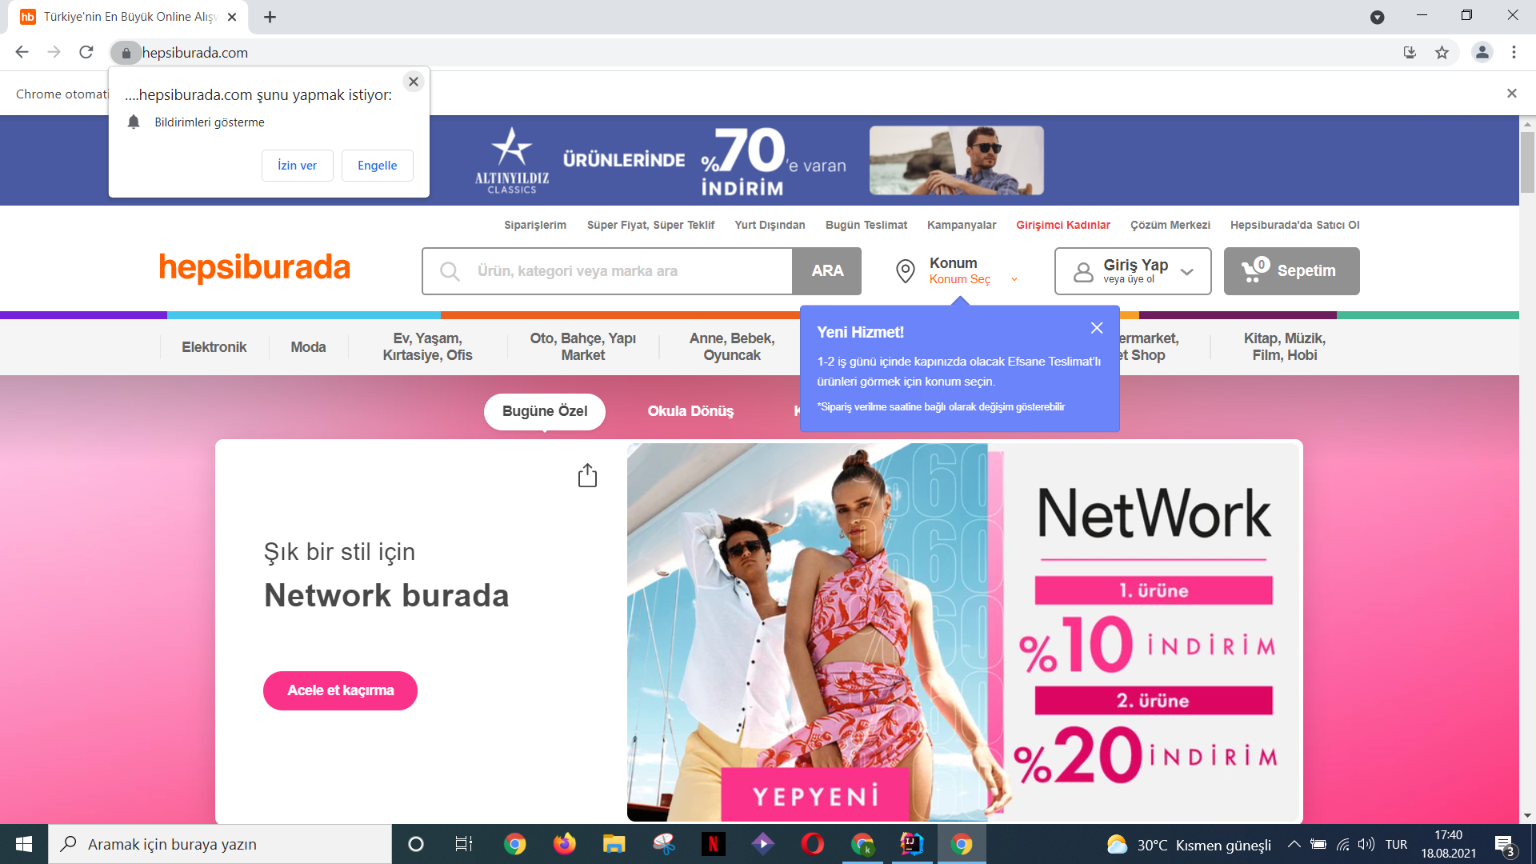 hb Türkiye'nin En Büyük Online Alışv
hepsiburada.com
Chrome otomati
....hepsiburada.com şunu yapmak istiyor:
Bildirimleri gösterme
İzin ver
Engelle
ALTINYILDIZ
CLASSICS
ÜRÜNLERİNDE
%70'e varan
İNDİRİM
Siparişlerim Süper Fiyat, Süper Teklif Yurt Dışından Bugün Teslimat Kampanyalar Girişimci Kadınlar Çözüm Merkezi Hepsiburada'da Satıcı Ol
hepsiburada
Ürün, kategori veya marka ara
ARA
Konum
Konum Seç
Giriş Yap
veya üye ol
0
Sepetim
Elektronik
Moda
Ev, Yaşam,
Kırtasiye, Ofis
Oto, Bahçe, Yapı
Market
Anne, Bebek,
Oyuncak
ermarket,
et Shop
Kitap, Müzik,
Film, Hobi
Yeni Hizmet!
1-2 iş günü içinde kapınızda olacak Efsane Teslimat'lı
ürünleri görmek için konum seçin.
*Sipariş verilme saatine bağlı olarak değişim gösterebilir
Bugüne Özel
Okula Dönüş
Şık bir stil için
Network burada
Acele et kaçırma
%60
YEPYENİ
NetWork
1. ürüne
%10 İNDİRİM
2. ürüne
%20 İNDİRİM
Aramak için buraya yazın
30°C Kısmen güneşli
TUR
17:40
18.08.2021
3